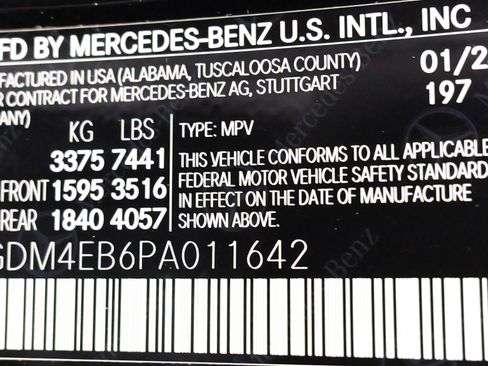 MFD BY MERCEDES-BENZ U.S. INTL., INC
FACTURED IN USA (ALABAMA, TUSCALOOSA COUNTY) 01/2
R CONTRACT FOR MERCEDES-BENZ AG, STUTTGART 197
ANY)
KG LBS TYPE: MPV
3375 7441 THIS VEHICLE CONFORMS TO ALL APPLICABLE
FRONT 1595 3516 FEDERAL MOTOR VEHICLE SAFETY STANDARD
REAR 1840 4057 IN EFFECT ON THE DATE OF MANUFACTURE
SHOWN ABOVE.
GDM4EB6PA011642